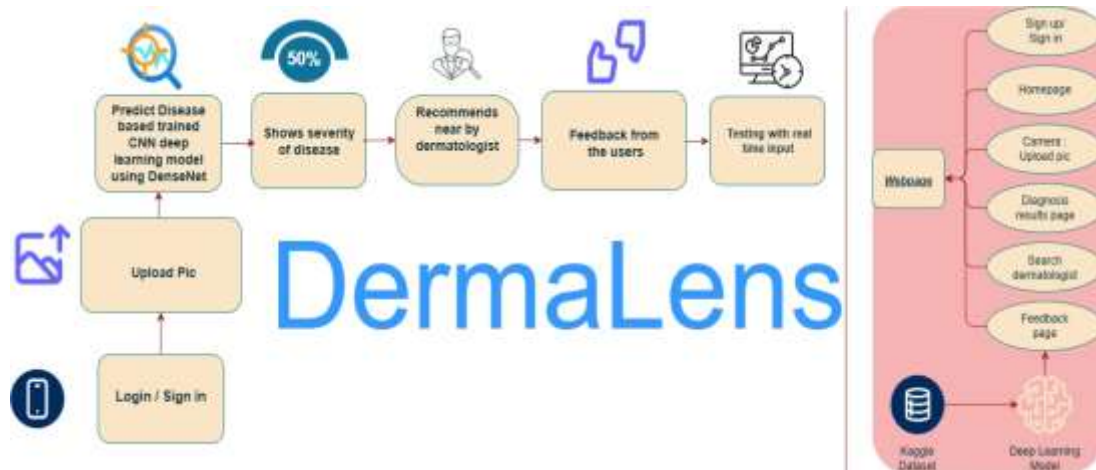 50%
Predict Disease
based trained
CNN deep
learning model
using DenseNet
Shows severity
of disease
Recommends
near by
dermatologist
Feedback from
the users
Testing with real
time input
Upload Pic
Login / Sign in
DermaLens
Sign up/
Sign in
Homepage
Camera :
Upload pic
Webpage
Diagnosis
results page
Search
dermatologist
Feedback
page
Kaggle
Dataset
Deep Learning
Model